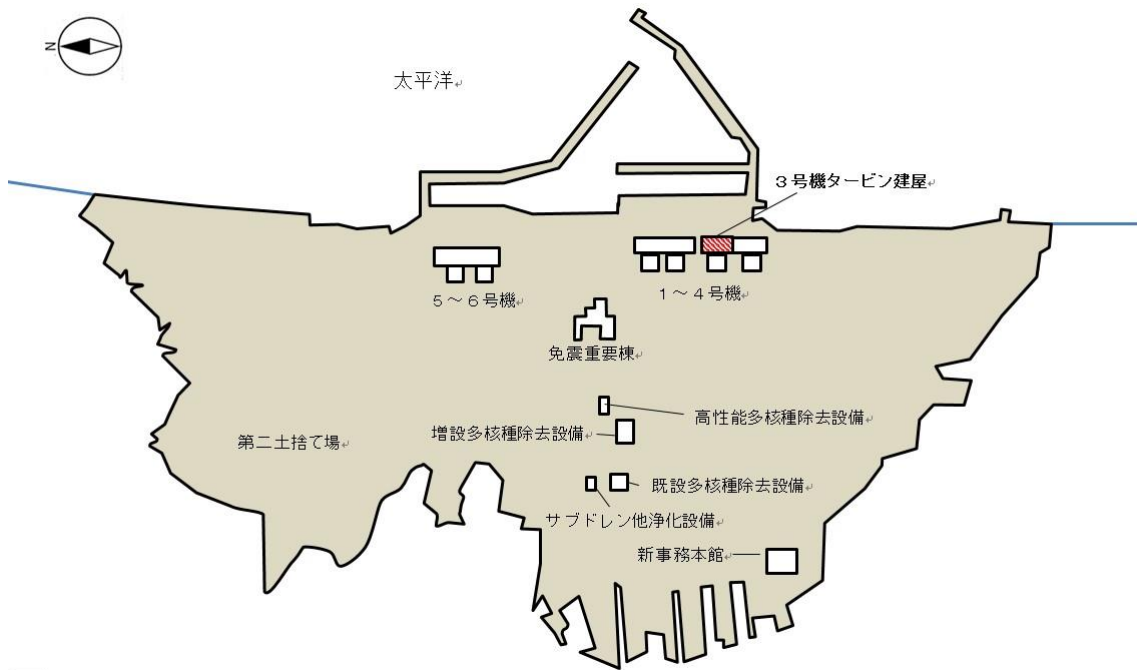 N
太平洋
3号機タービン建屋
5~6号機
1~4号機
免震重要棟
高性能多核種除去設備
増設多核種除去設備
第二土捨て場
既設多核種除去設備
サブドレン他浄化設備
新事務本館